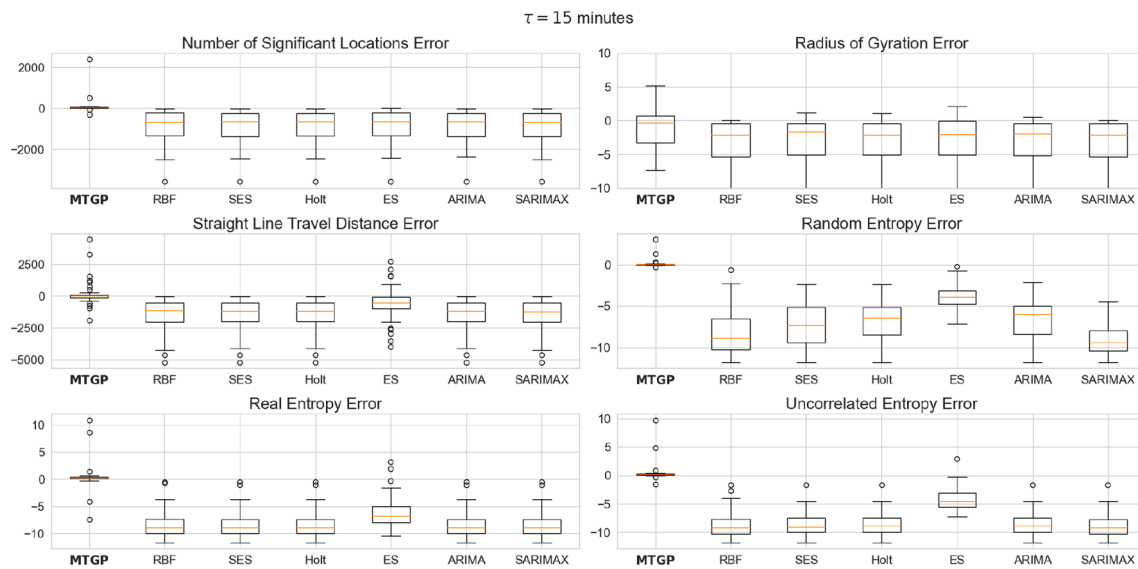 τ = 15 minutes
Number of Significant Locations Error
2000
0
−2000
MTGP RBF SES Holt ES ARIMA SARIMAX
Radius of Gyration Error
10
5
0
−5
−10
MTGP RBF SES Holt ES ARIMA SARIMAX
Straight Line Travel Distance Error
2500
0
−2500
−5000
MTGP RBF SES Holt ES ARIMA SARIMAX
Random Entropy Error
0
−5
−10
MTGP RBF SES Holt ES ARIMA SARIMAX
Real Entropy Error
10
5
0
−5
−10
MTGP RBF SES Holt ES ARIMA SARIMAX
Uncorrelated Entropy Error
10
5
0
−5
−10
MTGP RBF SES Holt ES ARIMA SARIMAX